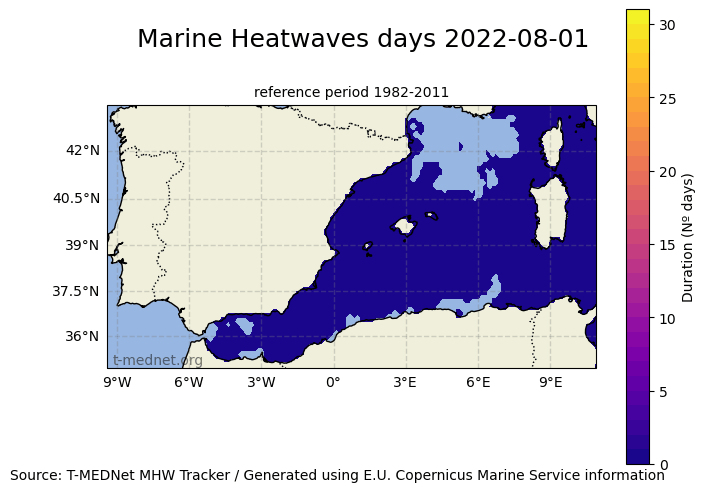 Marine Heatwaves days 2022-08-01
reference period 1982-2011
42°N
40.5°N
39°N
37.5°N
36°N
t-mednet.org
9°W 6°W 3°W 0° 3°E 6°E 9°E
30
20
15
10
5
0
Duration (Nº days)
Source: T-MEDNet MHW Tracker / Generated using E.U. Copernicus Marine Service information